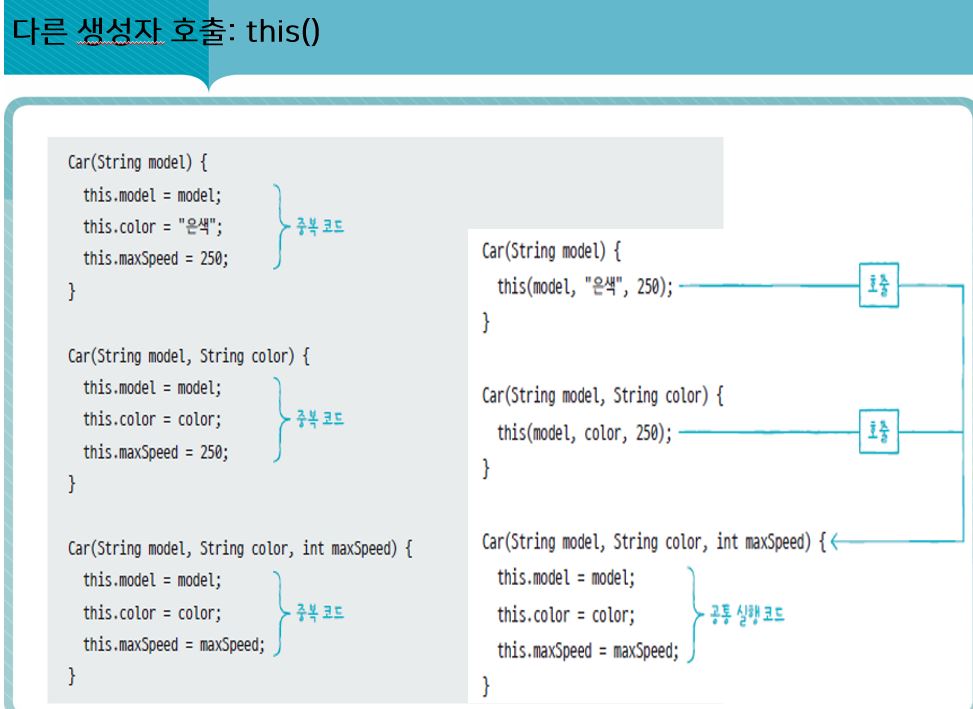 다른 생성자 호출: this()
Car(String model) {
this.model = model;
this.color = "은색";
this.maxSpeed = 250;
}
중복 코드
Car(String model, String color) {
this.model = model;
this.color = color;
this.maxSpeed = 250;
}
중복 코드
Car(String model, String color, int maxSpeed) {
this.model = model;
this.color = color;
this.maxSpeed = maxSpeed;
}
중복 코드
Car(String model) {
this(model, "은색", 250);
}
호출
Car(String model, String color) {
this(model, color, 250);
}
호출
Car(String model, String color, int maxSpeed) {
this.model = model;
this.color = color;
this.maxSpeed = maxSpeed;
}
공통 실행 코드